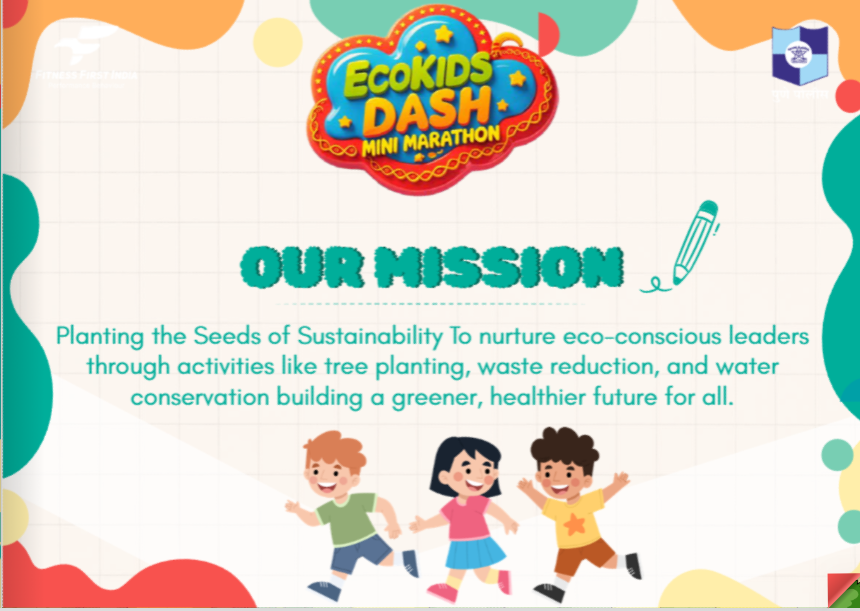 Fitness First India
ECOKIDS
DASH
MINI MARATHON
OUR MISSION
Planting the Seeds of Sustainability To nurture eco-conscious leaders
through activities like tree planting, waste reduction, and water
conservation building a greener, healthier future for all.